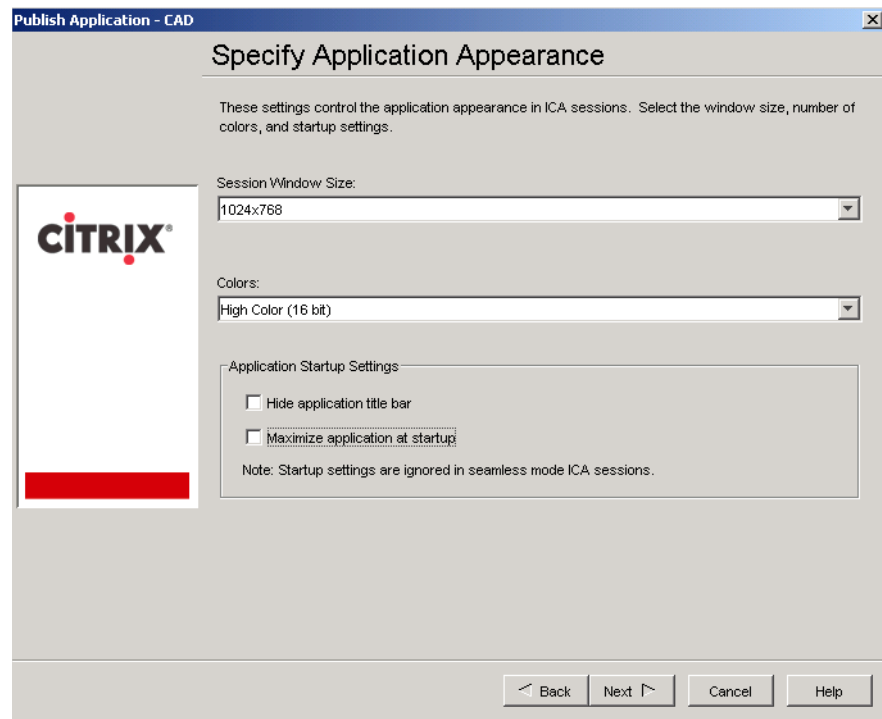 Publish Application - CAD
Specify Application Appearance
These settings control the application appearance in ICA sessions. Select the window size, number of
colors, and startup settings.
Session Window Size:
1024x768
CİTRIX®
Colors:
High Color (16 bit)
Application Startup Settings
Hide application title bar
Maximize application at startup
Note: Startup settings are ignored in seamless mode ICA sessions.
Back
Next
Cancel
Help